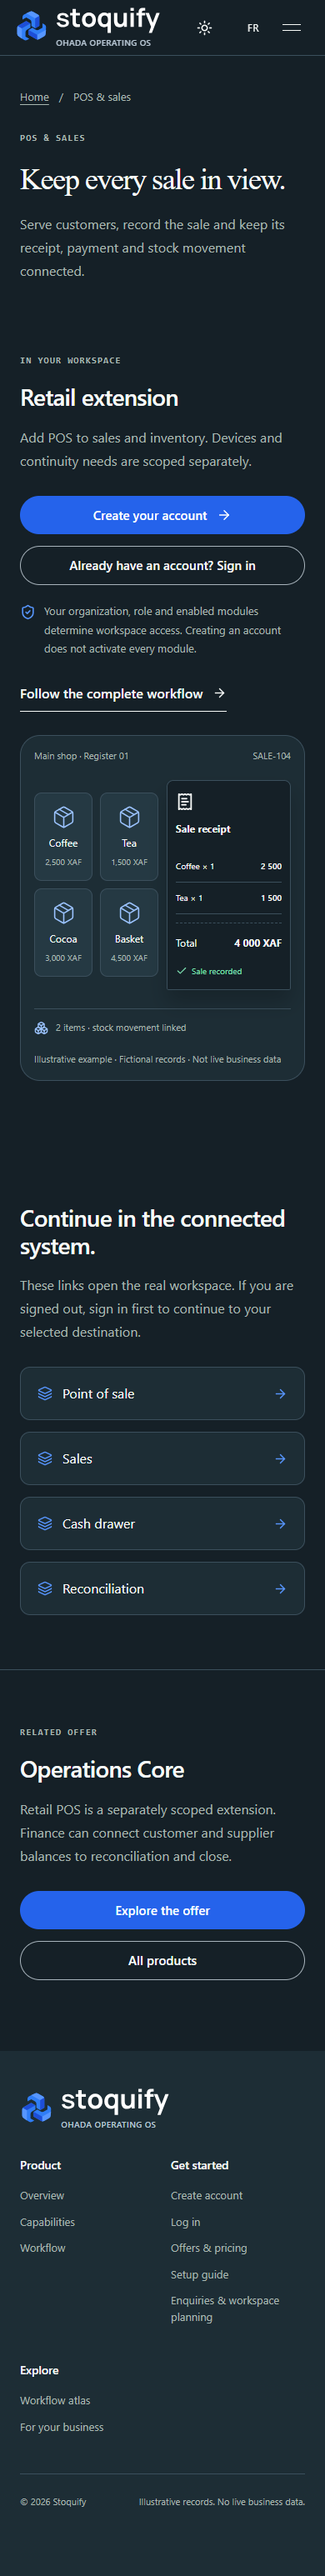 stoquify
OHADA OPERATING OS
FR
Home / POS & sales
POS & SALES
Keep every sale in view.
Serve customers, record the sale and keep its
receipt, payment and stock movement
connected.
IN YOUR WORKSPACE
Retail extension
Add POS to sales and inventory. Devices and
continuity needs are scoped separately.
Create your account
Already have an account? Sign in
Your organization, role and enabled modules
determine workspace access. Creating an account
does not activate every module.
Follow the complete workflow
Main shop · Register 01
SALE-104
Coffee
2,500 XAF
Tea
1,500 XAF
Cocoa
3,000 XAF
Basket
4,500 XAF
Sale receipt
Coffee × 1 2 500
Tea × 1 1 500
Total 4 000 XAF
Sale recorded
2 items · stock movement linked
Illustrative example · Fictional records · Not live business data
Continue in the connected
system.
These links open the real workspace. If you are
signed out, sign in first to continue to your
selected destination.
Point of sale
Sales
Cash drawer
Reconciliation
RELATED OFFER
Operations Core
Retail POS is a separately scoped extension.
Finance can connect customer and supplier
balances to reconciliation and close.
Explore the offer
All products
stoquify
OHADA OPERATING OS
Product
Overview
Capabilities
Workflow
Get started
Create account
Log in
Offers & pricing
Setup guide
Enquiries & workspace
planning
Explore
Workflow atlas
For your business
© 2026 Stoquify
Illustrative records. No live business data.